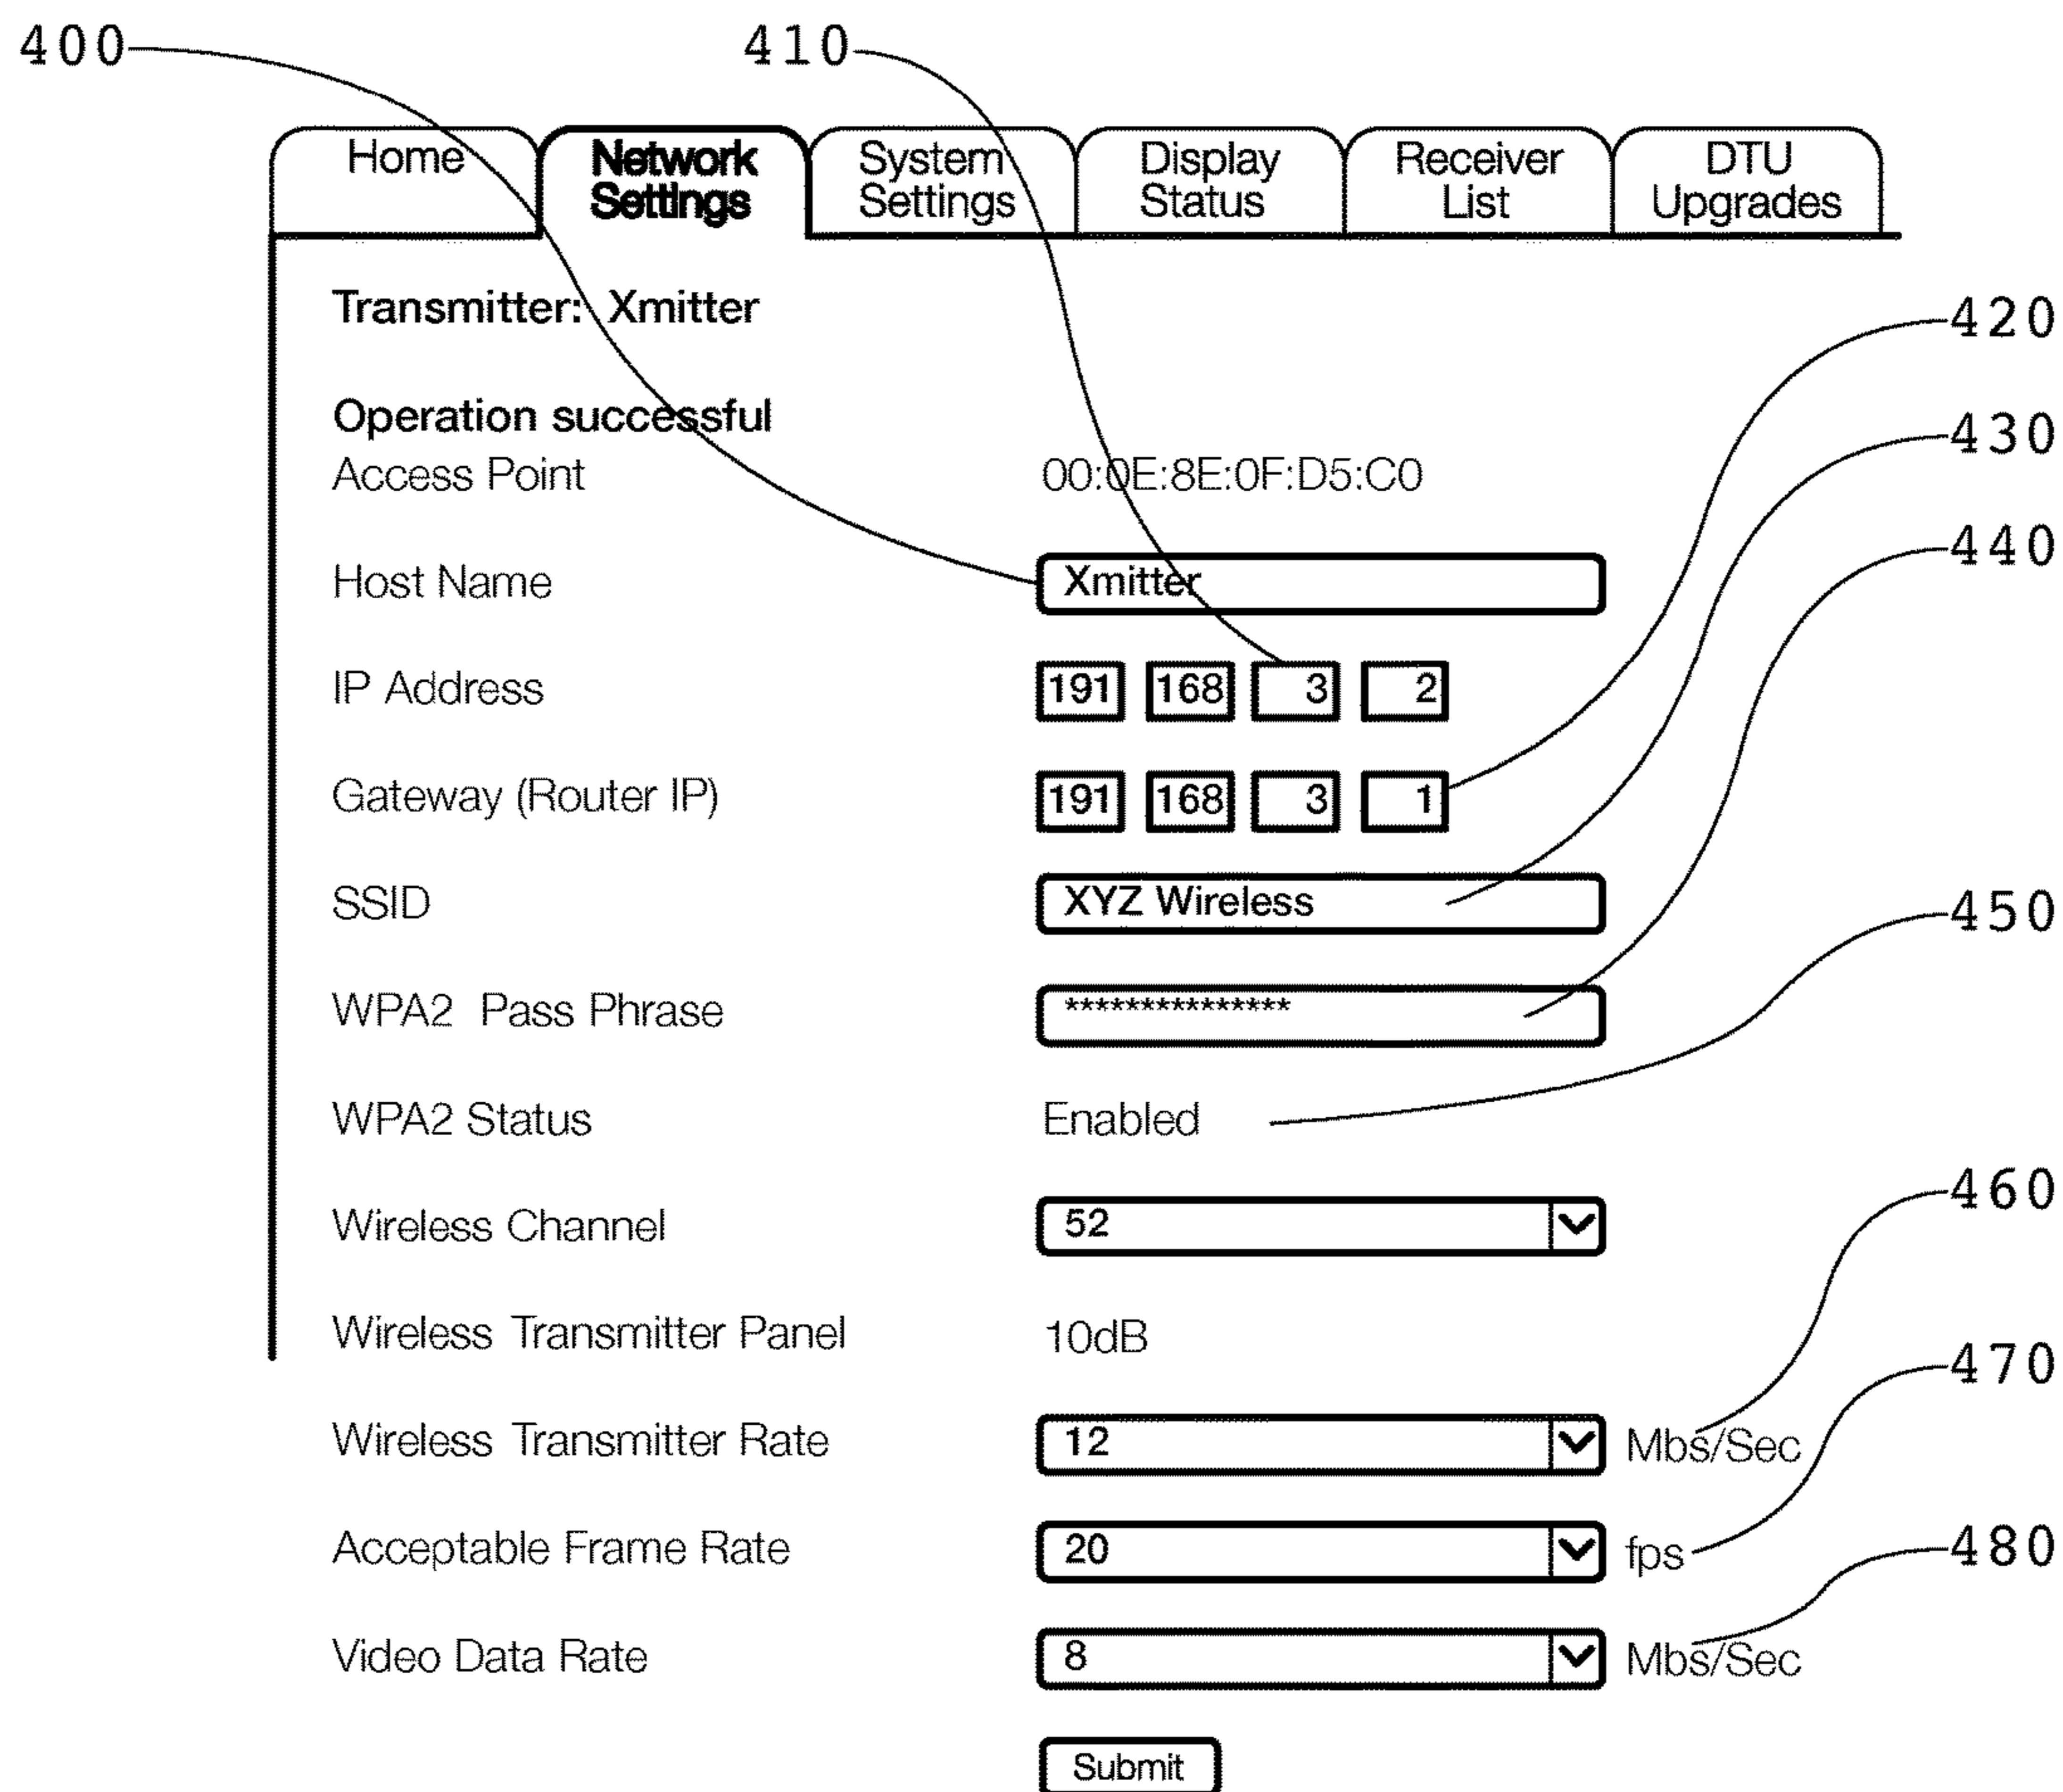 400 410
Home Network Settings System Settings Display Status Receiver List DTU Upgrades
Transmitter: Xmitter
420
Operation successful
430
Access Point 00:0E:8E:0F:D5:C0
440
Host Name Xmitter
IP Address 191 168 3 2
Gateway (Router IP) 191 168 3 1
SSID XYZ Wireless
450
WPA2 Pass Phrase ***************
WPA2 Status Enabled
460
Wireless Channel 52
Wireless Transmitter Panel 10dB
470
Wireless Transmitter Rate 12 Mbs/Sec
Acceptable Frame Rate 20 fps
480
Video Data Rate 8 Mbs/Sec
Submit